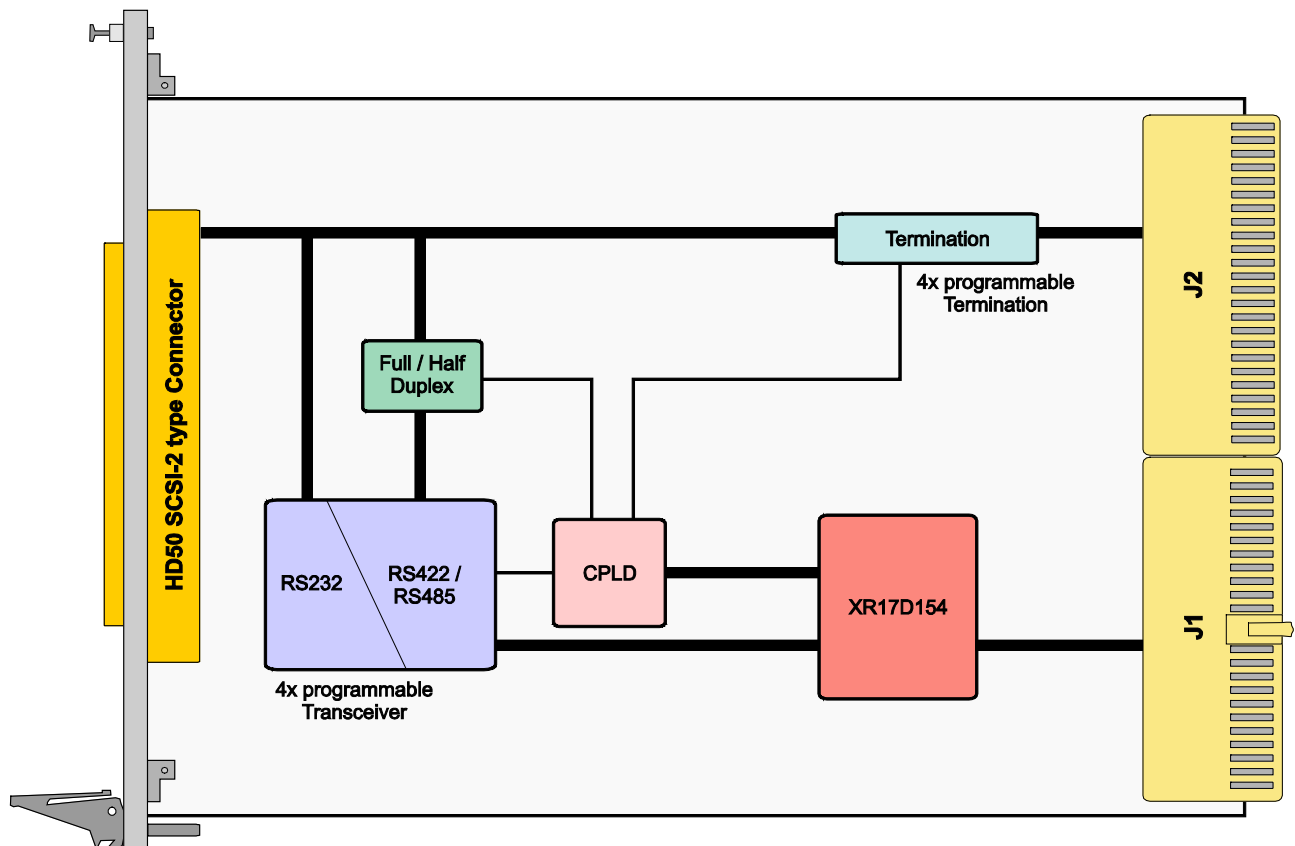 HD50 SCSI-2 type Connector
Termination
4x programmable
Termination
J2
Full / Half
Duplex
RS232
RS422 /
RS485
CPLD
XR17D154
J1
4x programmable
Transceiver